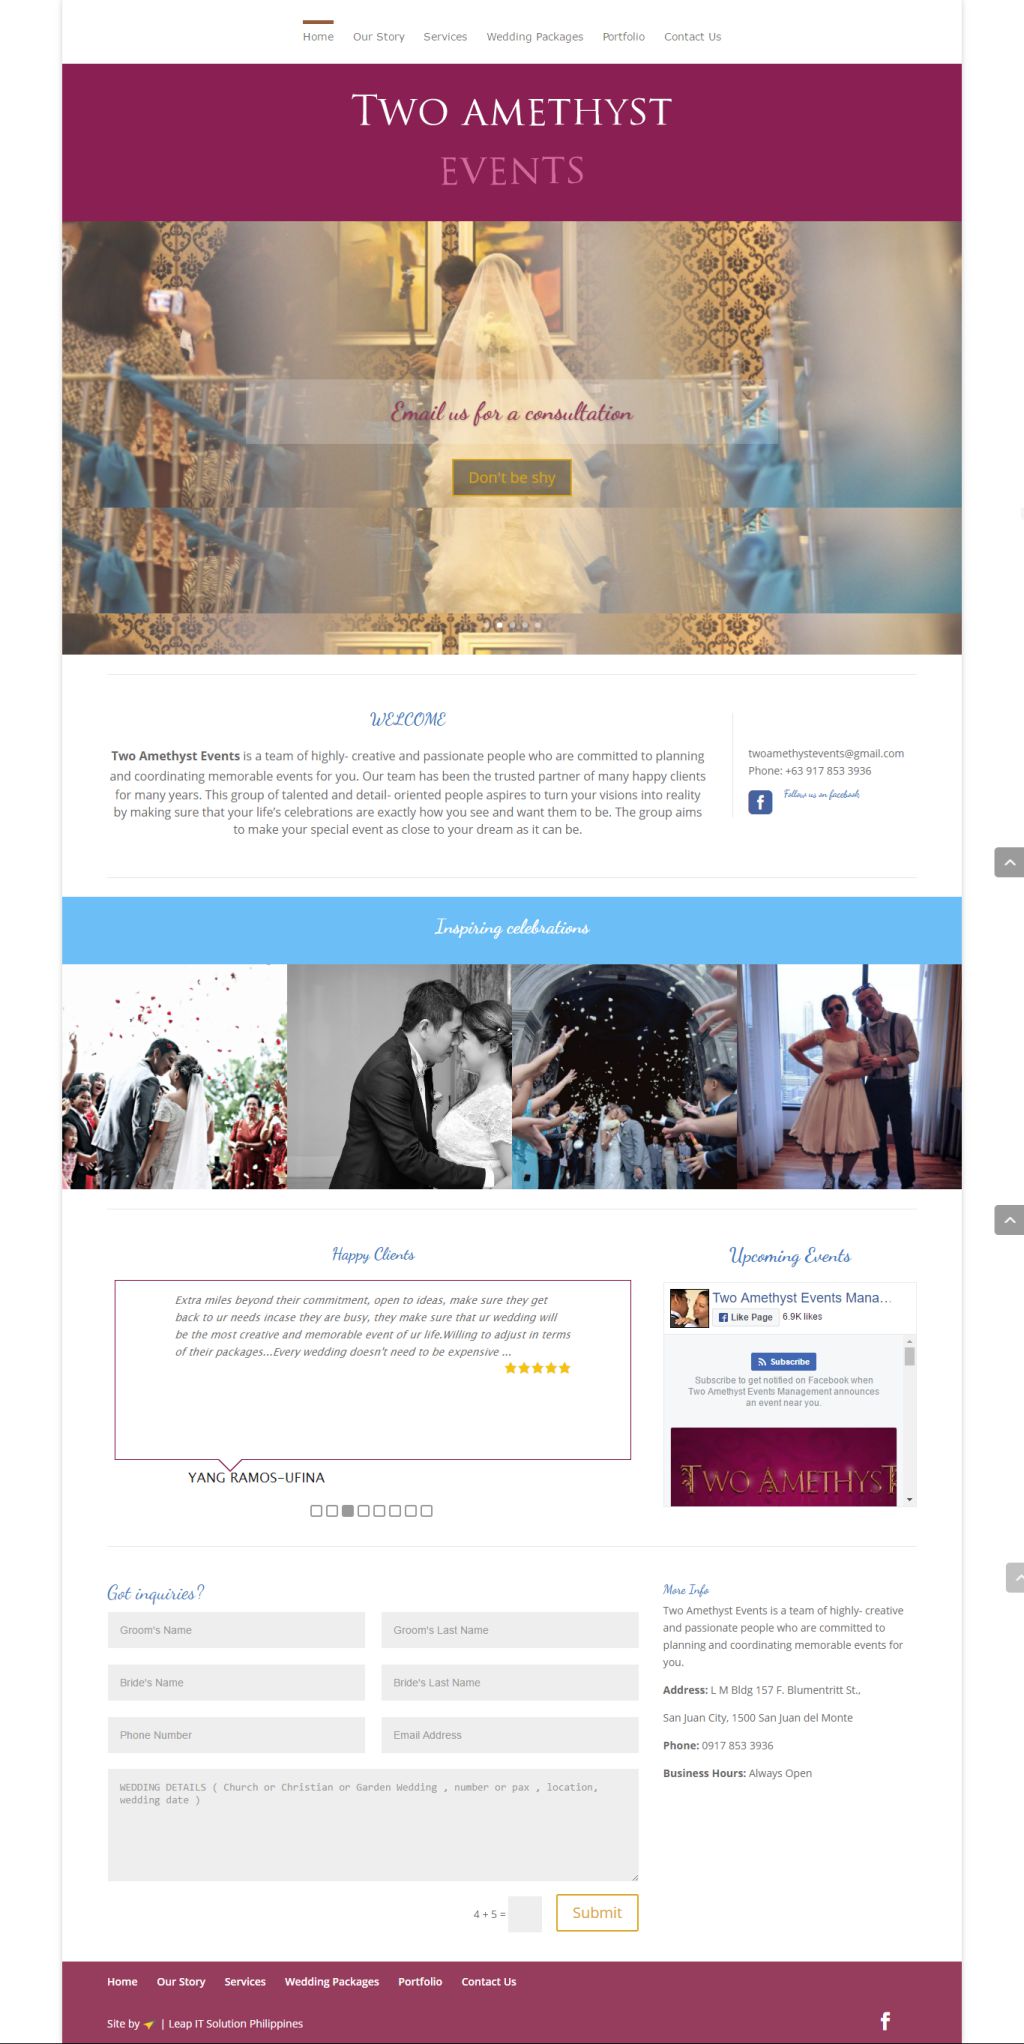 Home Our Story Services Wedding Packages Portfolio Contact Us
TWO AMETHYST
EVENTS
Email us for a consultation
Don't be shy
WELCOME
Two Amethyst Events is a team of highly- creative and passionate people who are committed to planning
and coordinating memorable events for you. Our team has been the trusted partner of many happy clients
for many years. This group of talented and detail- oriented people aspires to turn your visions into reality
by making sure that your life’s celebrations are exactly how you see and want them to be. The group aims
to make your special event as close to your dream as it can be.
twoamethystevents@gmail.com
Phone: +63 917 853 3936
Follow us on facebook
Inspiring celebrations
Happy Clients
Extra miles beyond their commitment, open to ideas, make sure they get
back to ur needs incase they are busy, they make sure that ur wedding will
be the most creative and memorable event of ur life.Willing to adjust in terms
of their packages...Every wedding doesn't need to be expensive ...
YANG RAMOS-UFINA
Upcoming Events
Two Amethyst Events Mana...
Like Page 6.9K likes
Subscribe
Subscribe to get notified on Facebook when
Two Amethyst Events Management announces
an event near you.
TWO AMETHYST
Got inquiries?
Groom's Name Groom's Last Name
Bride's Name Bride's Last Name
Phone Number Email Address
WEDDING DETAILS ( Church or Christian or Garden Wedding , number or pax , location,
wedding date )
4 + 5 =
Submit
More Info
Two Amethyst Events is a team of highly- creative
and passionate people who are committed to
planning and coordinating memorable events for
you.
Address: L M Bldg 157 F. Blumentritt St.,
San Juan City, 1500 San Juan del Monte
Phone: 0917 853 3936
Business Hours: Always Open
Home Our Story Services Wedding Packages Portfolio Contact Us
Site by | Leap IT Solution Philippines